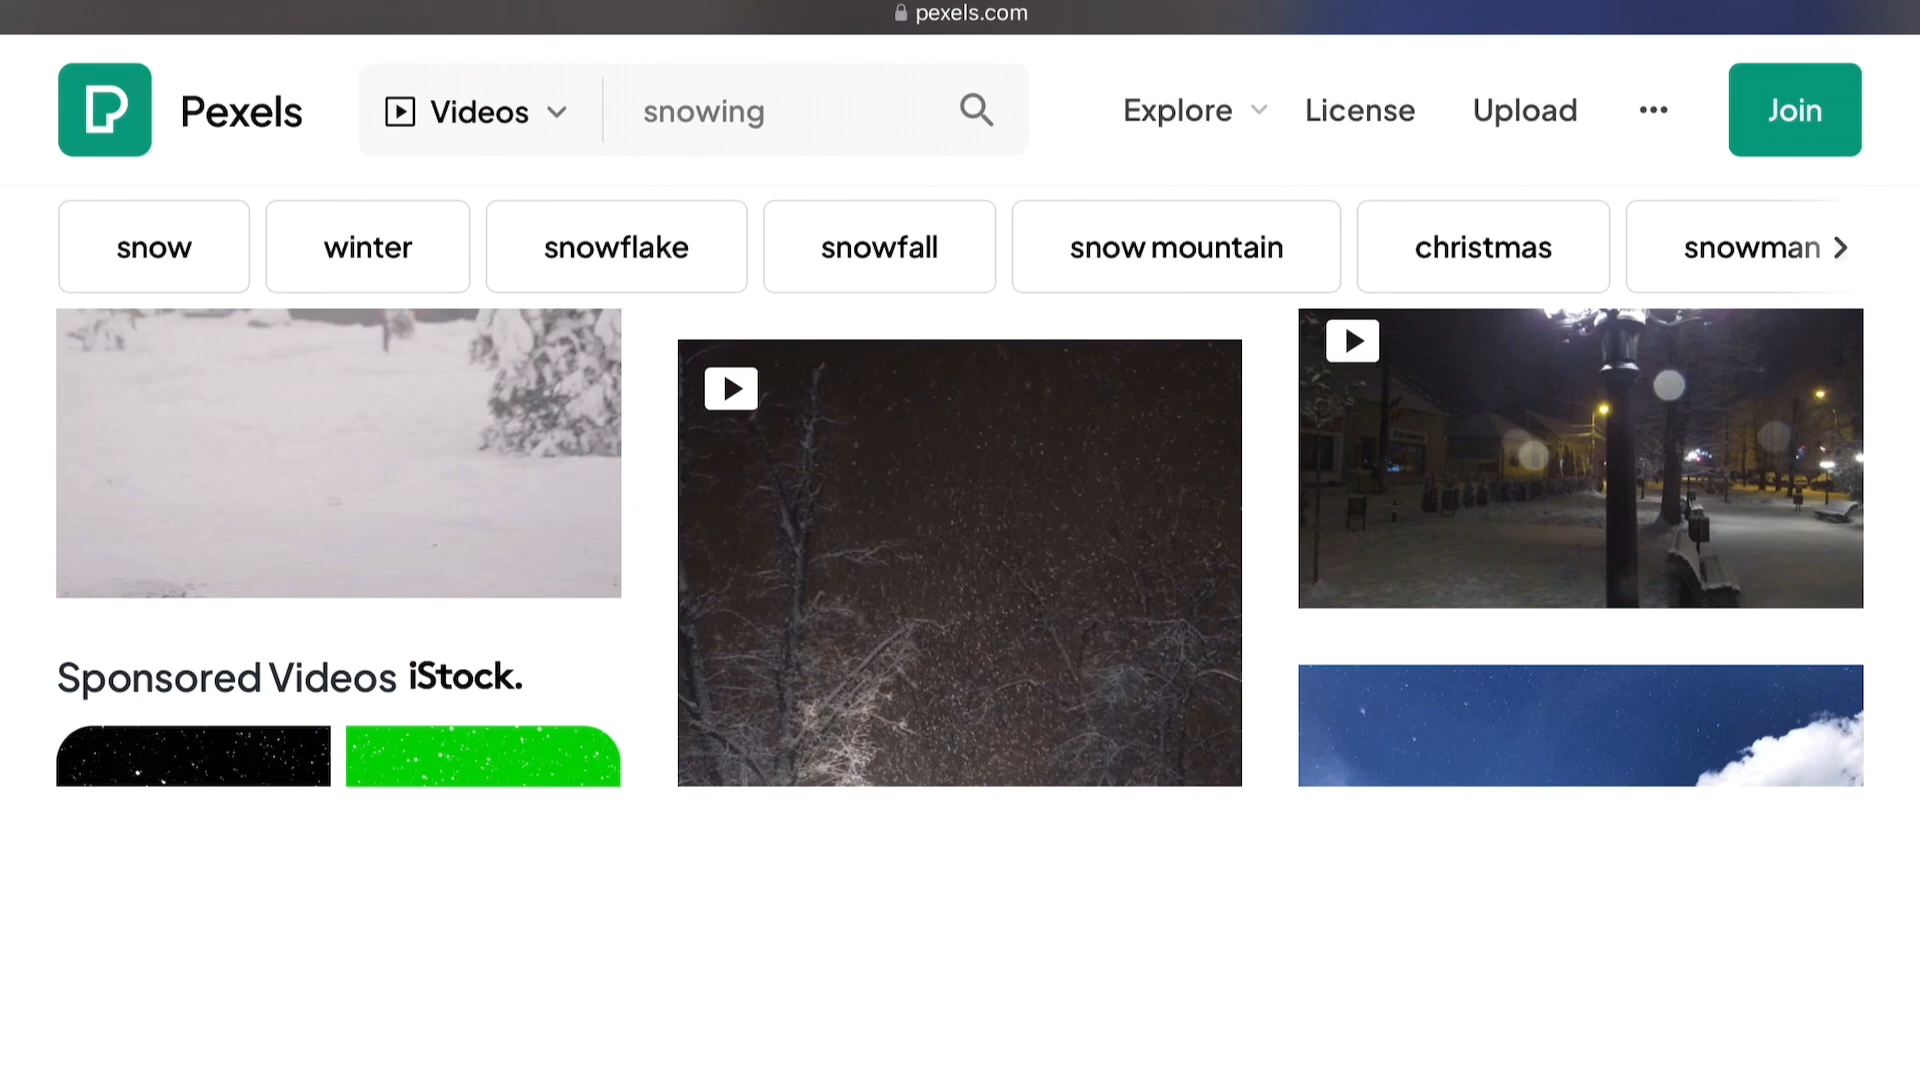 pexels.com
Pexels
Videos
snowing
Explore
License
Upload
Join
snow
winter
snowflake
snowfall
snow mountain
christmas
snowman
Sponsored Videos iStock.